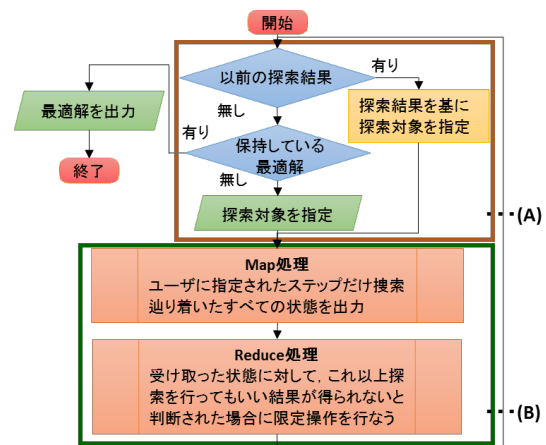 開始
以前の探索結果
有り
無し
探索結果を基に
探索対象を指定
最適解を出力
有り
保持している
最適解
無し
終了
探索対象を指定
(A)
Map処理
ユーザに指定されたステップだけ捜索
辿り着いたすべての状態を出力
Reduce処理
受け取った状態に対して，これ以上探
索を行ってもいい結果が得られないと
判断された場合に限定操作を行なう
(B)